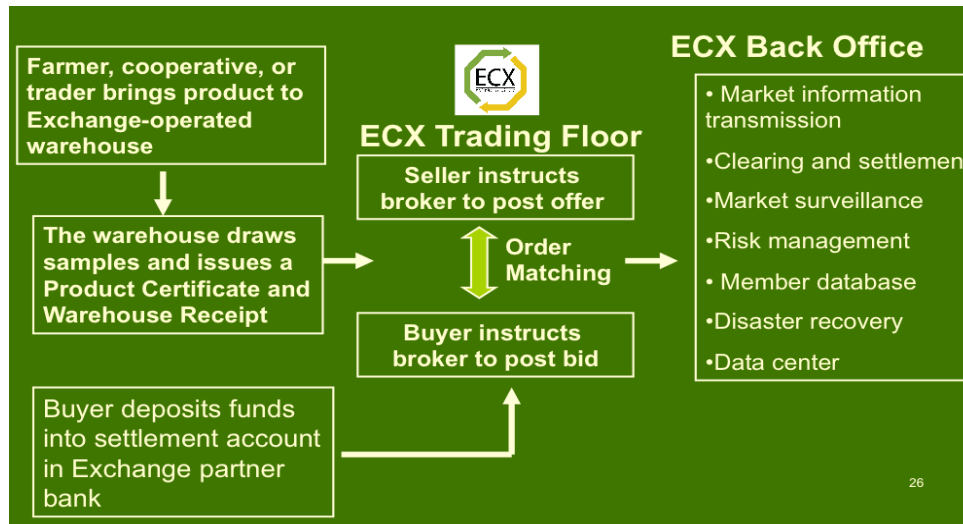 Farmer, cooperative, or
trader brings product to
Exchange-operated
warehouse
The warehouse draws
samples and issues a
Product Certificate and
Warehouse Receipt
Buyer deposits funds
into settlement account
in Exchange partner
bank
ECX
ECX Trading Floor
Seller instructs
broker to post offer
Order
Matching
Buyer instructs
broker to post bid
ECX Back Office
• Market information
transmission
•Clearing and settlemen
•Market surveillance
•Risk management
• Member database
•Disaster recovery
•Data center
26